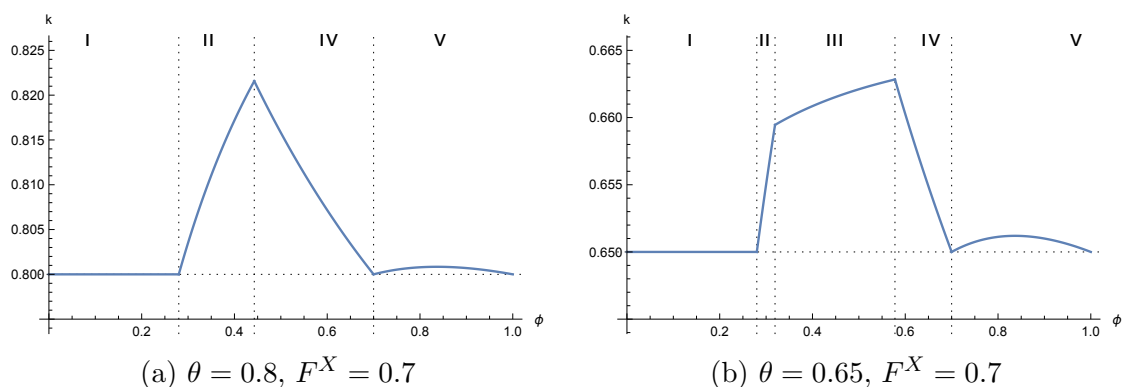 k
I II IV V
0.825
0.820
0.815
0.810
0.805
0.800
0.2 0.4 0.6 0.8 1.0 ϕ
(a) θ = 0.8, F^X = 0.7
k
I II III IV V
0.665
0.660
0.655
0.650
0.2 0.4 0.6 0.8 1.0 ϕ
(b) θ = 0.65, F^X = 0.7